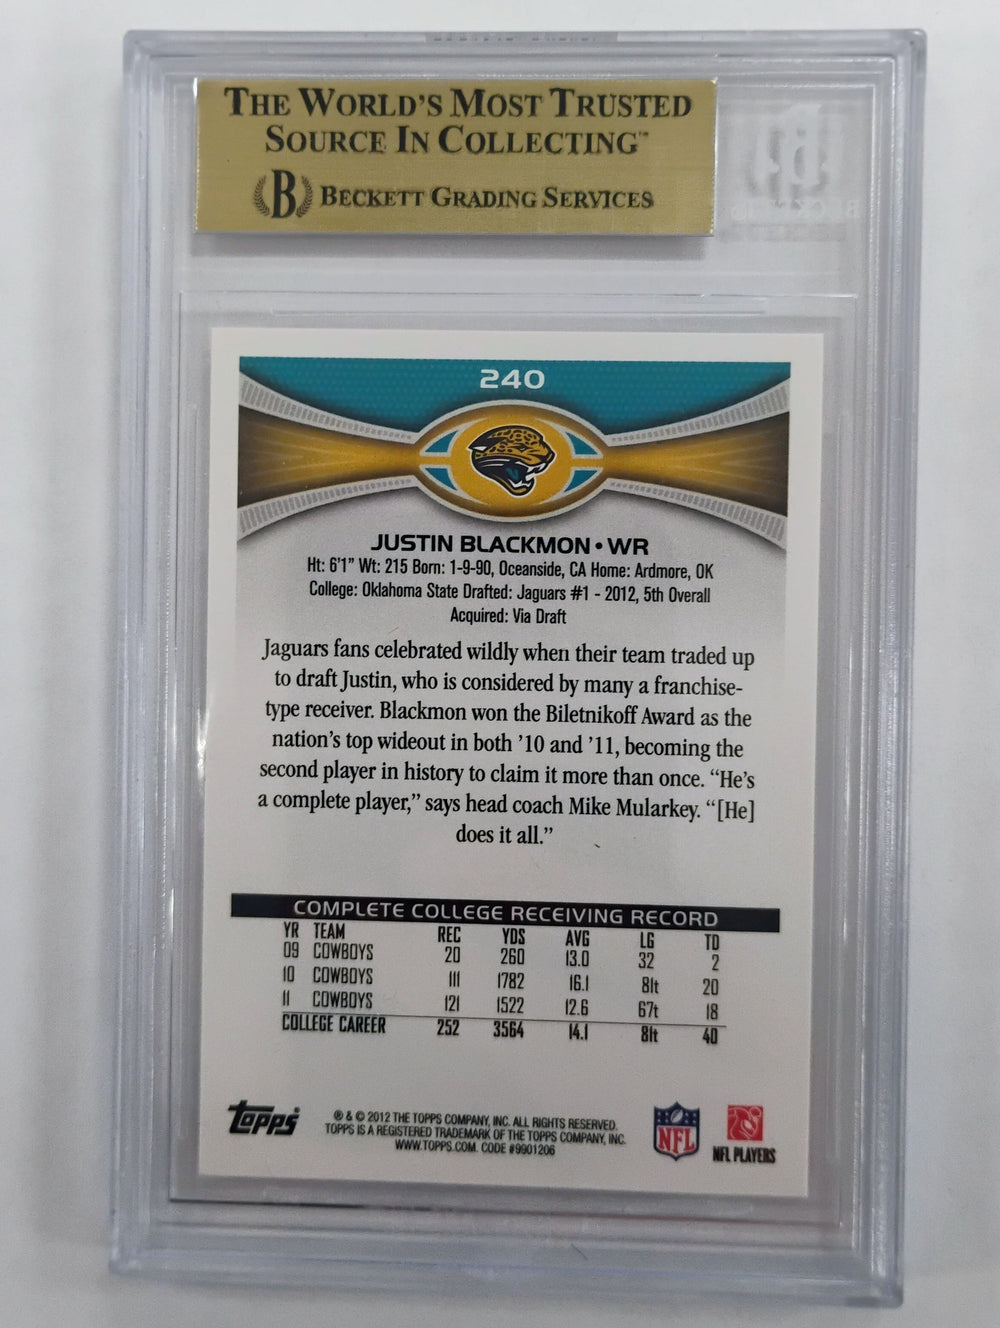 THE WORLD'S MOST TRUSTED
SOURCE IN COLLECTING™
B BECKETT GRADING SERVICES
240
JUSTIN BLACKMON • WR
Ht: 6'1" Wt: 215 Born: 1-9-90, Oceanside, CA Home: Ardmore, OK
College: Oklahoma State Drafted: Jaguars #1 - 2012, 5th Overall
Acquired: Via Draft
Jaguars fans celebrated wildly when their team traded up
to draft Justin, who is considered by many a franchise-
type receiver. Blackmon won the Biletnikoff Award as the
nation's top wideout in both '10 and '11, becoming the
second player in history to claim it more than once. “He's
a complete player,” says head coach Mike Mularkey. “[He]
does it all.”
COMPLETE COLLEGE RECEIVING RECORD
YR TEAM REC YDS AVG LG TD
09 COWBOYS 20 260 13.0 32 2
10 COWBOYS 111 1782 16.1 81t 20
11 COWBOYS 121 1522 12.6 67t 18
COLLEGE CAREER 252 3564 14.1 81t 40
topps
® & © 2012 THE TOPPS COMPANY, INC. ALL RIGHTS RESERVED.
TOPPS IS A REGISTERED TRADEMARK OF THE TOPPS COMPANY, INC.
WWW.TOPPS.COM. CODE #9901206
NFL
NFL PLAYERS